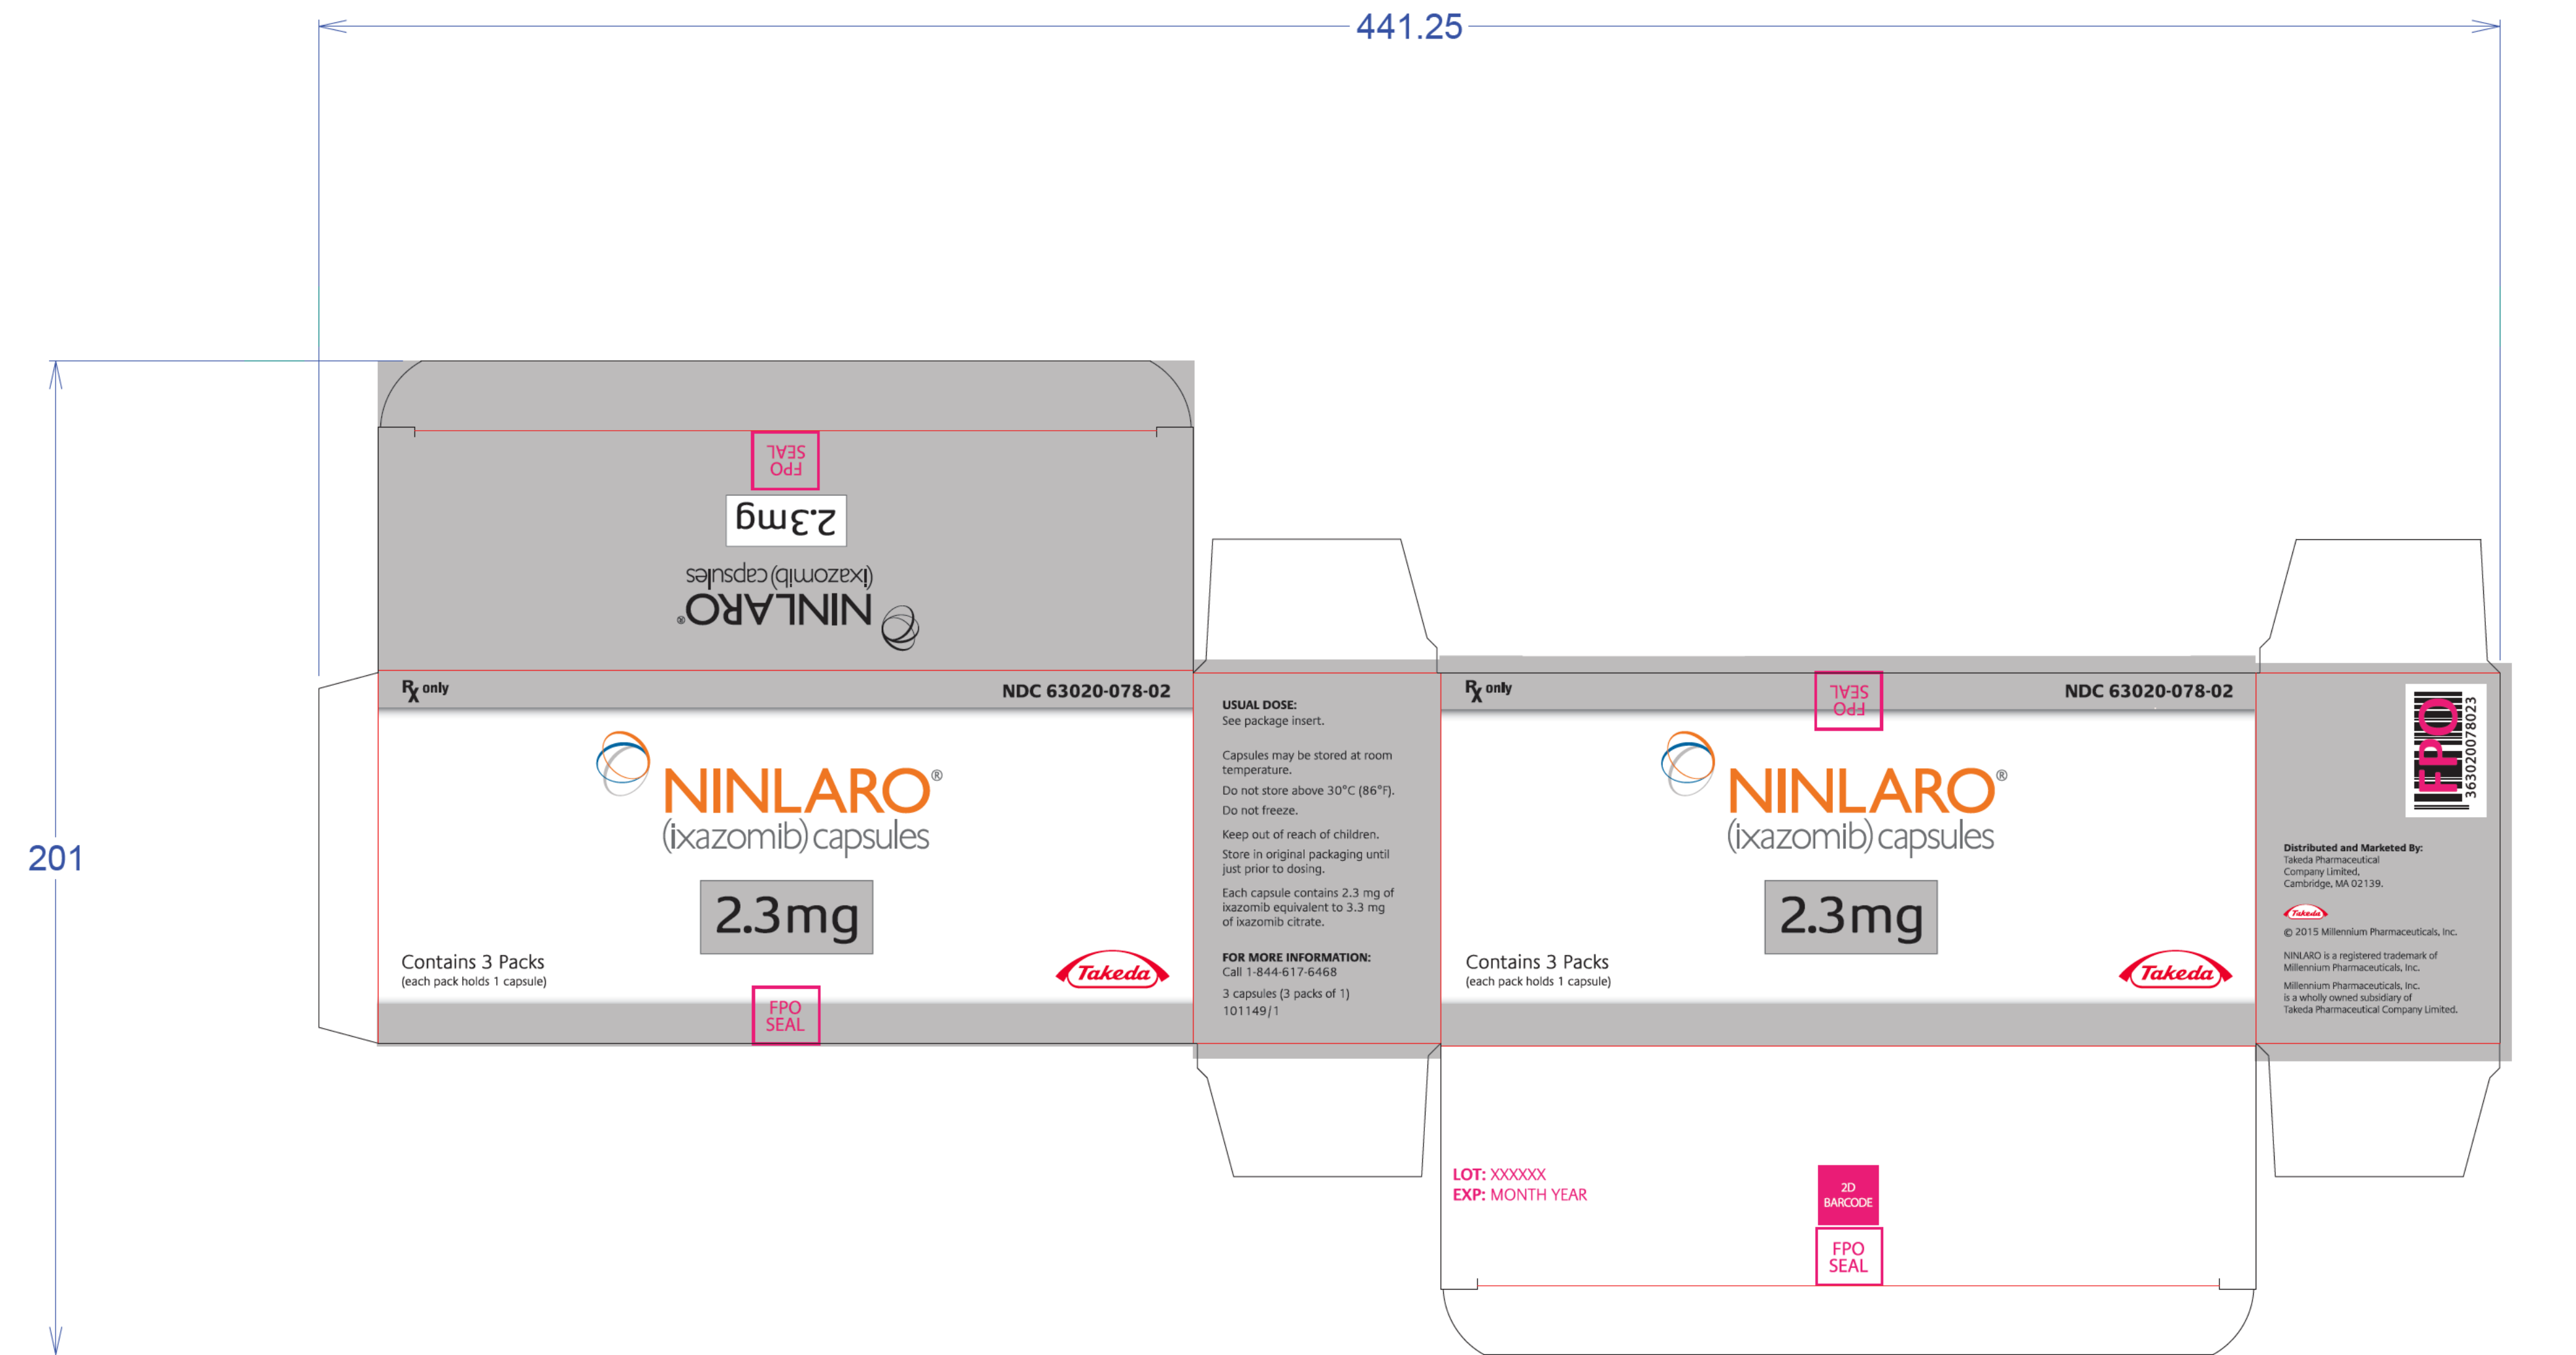 441.25
201
FPO
SEAL
2.3mg
(ixazomib) capsules
NINLARO®
Rx only
NDC 63020-078-02
NINLARO®
(ixazomib) capsules
2.3mg
Contains 3 Packs
(each pack holds 1 capsule)
Takeda
FPO
SEAL
USUAL DOSE:
See package insert.
Capsules may be stored at room
temperature.
Do not store above 30°C (86°F).
Do not freeze.
Keep out of reach of children.
Store in original packaging until
just prior to dosing.
Each capsule contains 2.3 mg of
ixazomib equivalent to 3.3 mg
of ixazomib citrate.
FOR MORE INFORMATION:
Call 1-844-617-6468
3 capsules (3 packs of 1)
101149/1
Rx only
FPO
SEAL
NDC 63020-078-02
NINLARO®
(ixazomib) capsules
2.3mg
Contains 3 Packs
(each pack holds 1 capsule)
Takeda
LOT: XXXXXX
EXP: MONTH YEAR
2D
BARCODE
FPO
SEAL
FPO
363020078023
Distributed and Marketed By:
Takeda Pharmaceutical
Company Limited,
Cambridge, MA 02139.
Takeda
© 2015 Millennium Pharmaceuticals, Inc.
NINLARO is a registered trademark of
Millennium Pharmaceuticals, Inc.
Millennium Pharmaceuticals, Inc.
is a wholly owned subsidiary of
Takeda Pharmaceutical Company Limited.